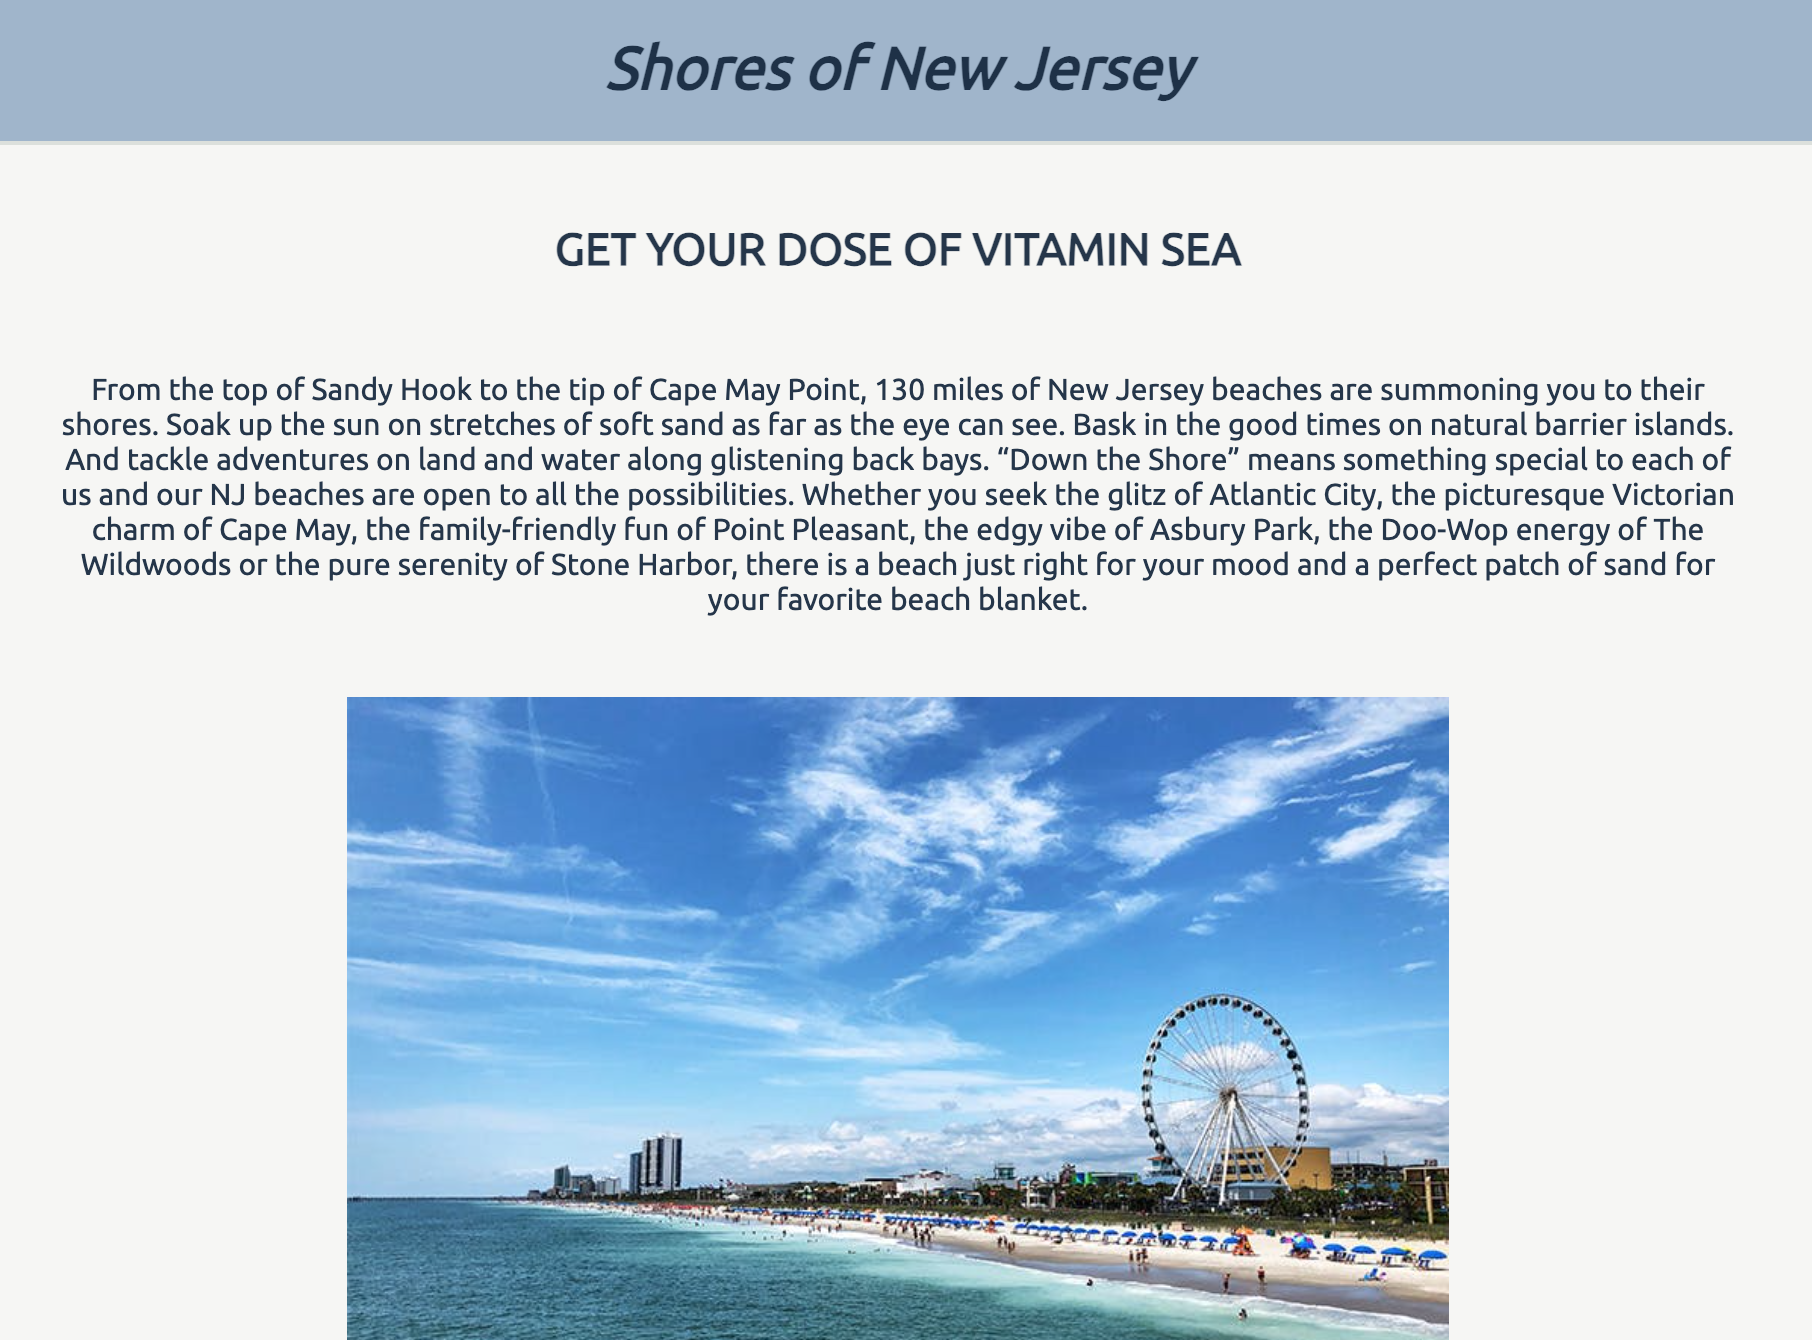 Shores of New Jersey
GET YOUR DOSE OF VITAMIN SEA
From the top of Sandy Hook to the tip of Cape May Point, 130 miles of New Jersey beaches are summoning you to their
shores. Soak up the sun on stretches of soft sand as far as the eye can see. Bask in the good times on natural barrier islands.
And tackle adventures on land and water along glistening back bays. “Down the Shore” means something special to each of
us and our NJ beaches are open to all the possibilities. Whether you seek the glitz of Atlantic City, the picturesque Victorian
charm of Cape May, the family-friendly fun of Point Pleasant, the edgy vibe of Asbury Park, the Doo-Wop energy of The
Wildwoods or the pure serenity of Stone Harbor, there is a beach just right for your mood and a perfect patch of sand for
your favorite beach blanket.